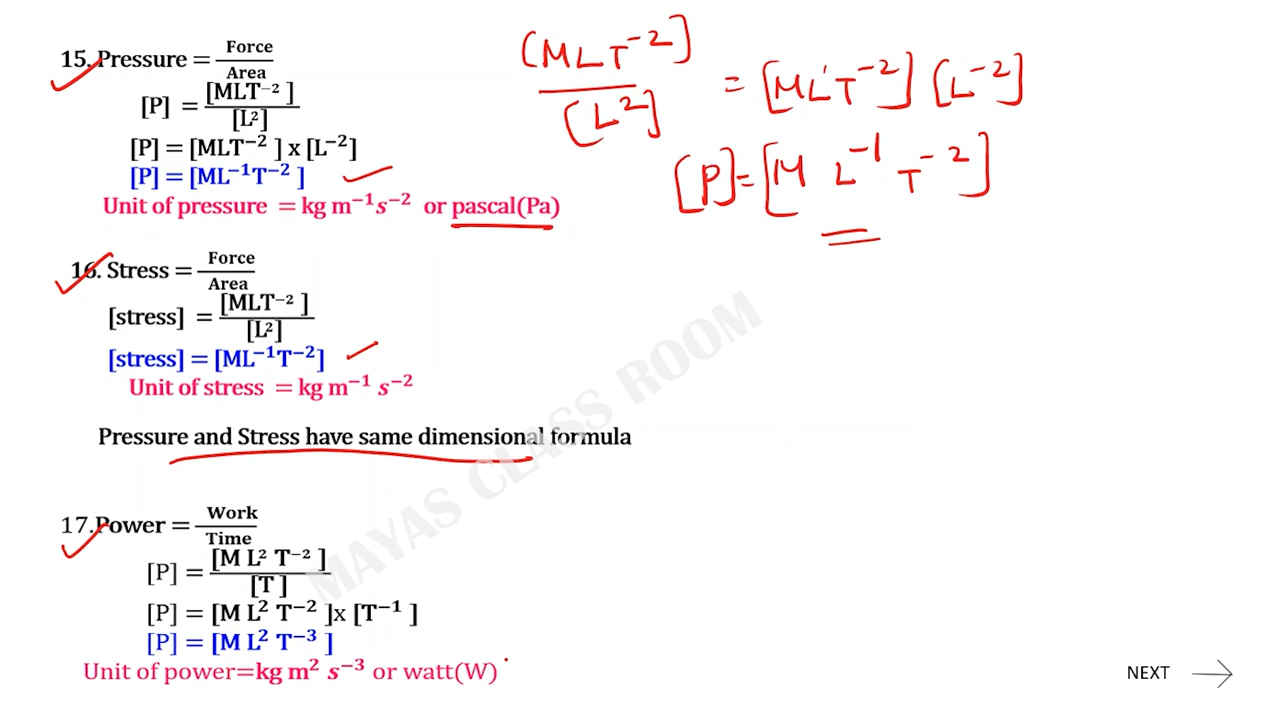 15. Pressure = Force/Area
[P] = [MLT⁻²]/[L²]
[P] = [MLT⁻² ] x [L⁻²]
[P] = [ML⁻¹T⁻² ]
Unit of pressure = kg m⁻¹s⁻² or pascal(Pa)
[MLT⁻²]/[L²] = [ML¹T⁻²] [L⁻²]
[P] = [M L⁻¹ T⁻²]
16. Stress = Force/Area
[stress] = [MLT⁻² ]/[L²]
[stress] = [ML⁻¹T⁻²]
Unit of stress = kg m⁻¹ s⁻²
Pressure and Stress have same dimensional formula
17.Power = Work/Time
[P] = [M L² T⁻² ]/[T ]
[P] = [M L² T⁻² ]x [T⁻¹ ]
[P] = [M L² T⁻³ ]
Unit of power=kg m² s⁻³ or watt(W)
MAYAS CLASS ROOM
NEXT